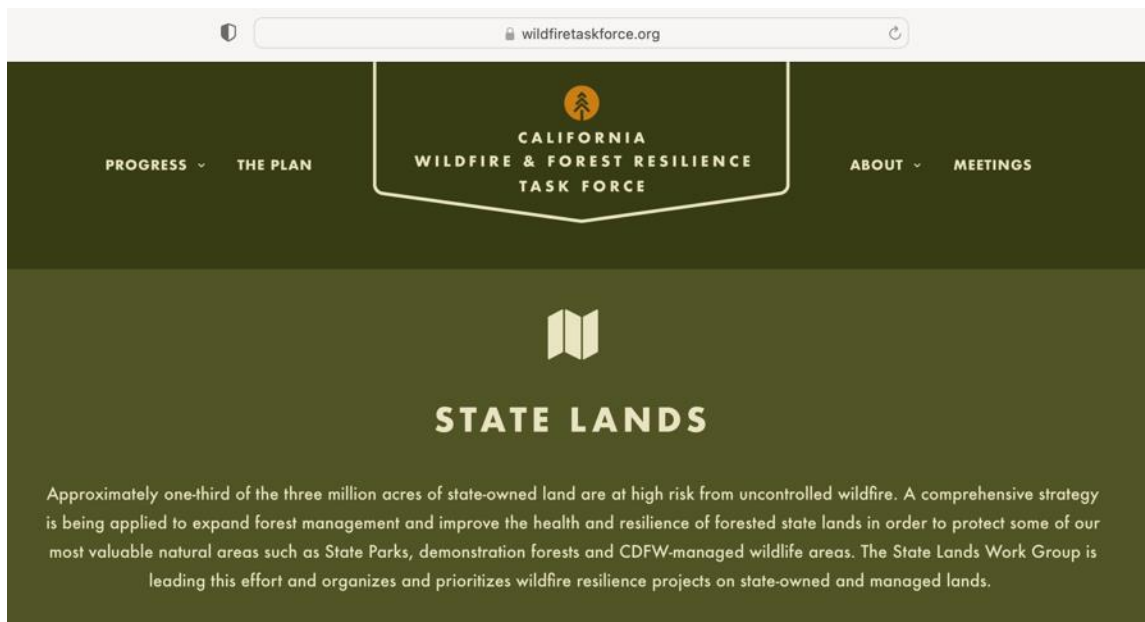 wildfiretaskforce.org
CALIFORNIA
WILDFIRE & FOREST RESILIENCE
TASK FORCE
PROGRESS
THE PLAN
ABOUT
MEETINGS
STATE LANDS
Approximately one-third of the three million acres of state-owned land are at high risk from uncontrolled wildfire. A comprehensive strategy
is being applied to expand forest management and improve the health and resilience of forested state lands in order to protect some of our
most valuable natural areas such as State Parks, demonstration forests and CDFW-managed wildlife areas. The State Lands Work Group is
leading this effort and organizes and prioritizes wildfire resilience projects on state-owned and managed lands.